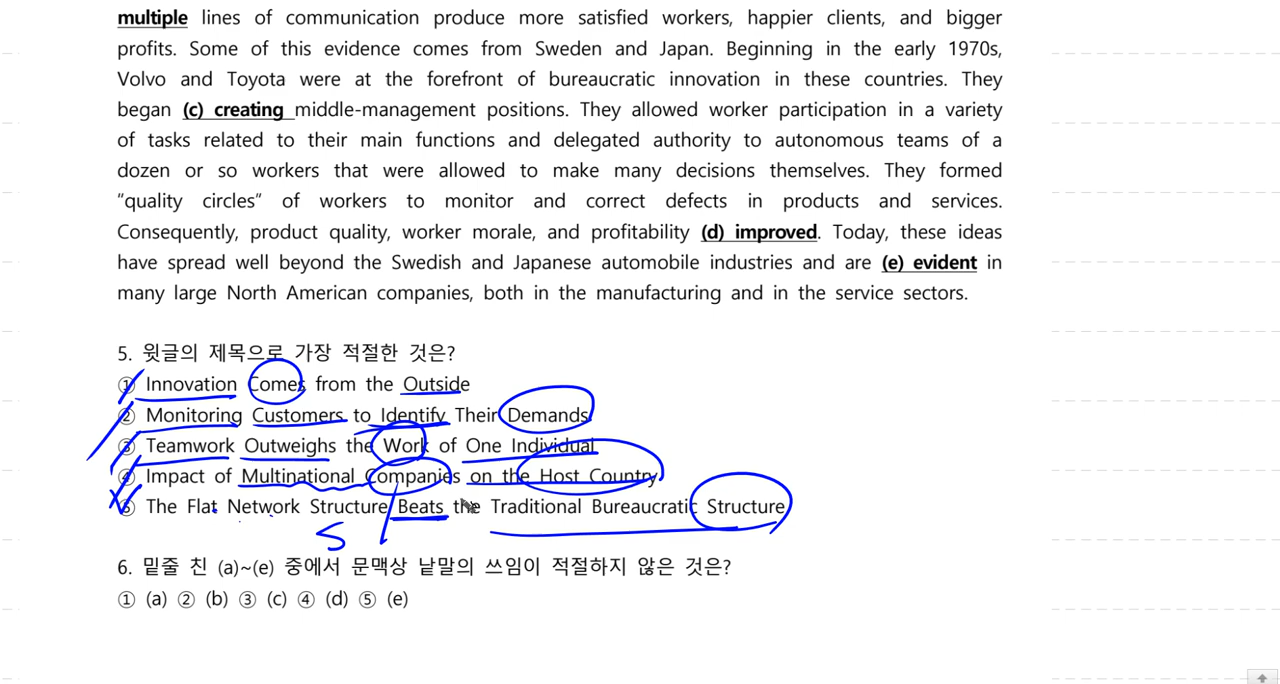 multiple lines of communication produce more satisfied workers, happier clients, and bigger
profits. Some of this evidence comes from Sweden and Japan. Beginning in the early 1970s,
Volvo and Toyota were at the forefront of bureaucratic innovation in these countries. They
began (c) creating middle-management positions. They allowed worker participation in a variety
of tasks related to their main functions and delegated authority to autonomous teams of a
dozen or so workers that were allowed to make many decisions themselves. They formed
"quality circles" of workers to monitor and correct defects in products and services.
Consequently, product quality, worker morale, and profitability (d) improved. Today, these ideas
have spread well beyond the Swedish and Japanese automobile industries and are (e) evident in
many large North American companies, both in the manufacturing and in the service sectors.
5. 윗글의 제목으로 가장 적절한 것은?
① Innovation Comes from the Outside
② Monitoring Customers to Identify Their Demands
③ Teamwork Outweighs the Work of One Individual
④ Impact of Multinational Companies on the Host Country
⑤ The Flat Network Structure Beats the Traditional Bureaucratic Structure
S
6. 밑줄 친 (a)~(e) 중에서 문맥상 낱말의 쓰임이 적절하지 않은 것은?
① (a) ② (b) ③ (c) ④ (d) ⑤ (e)